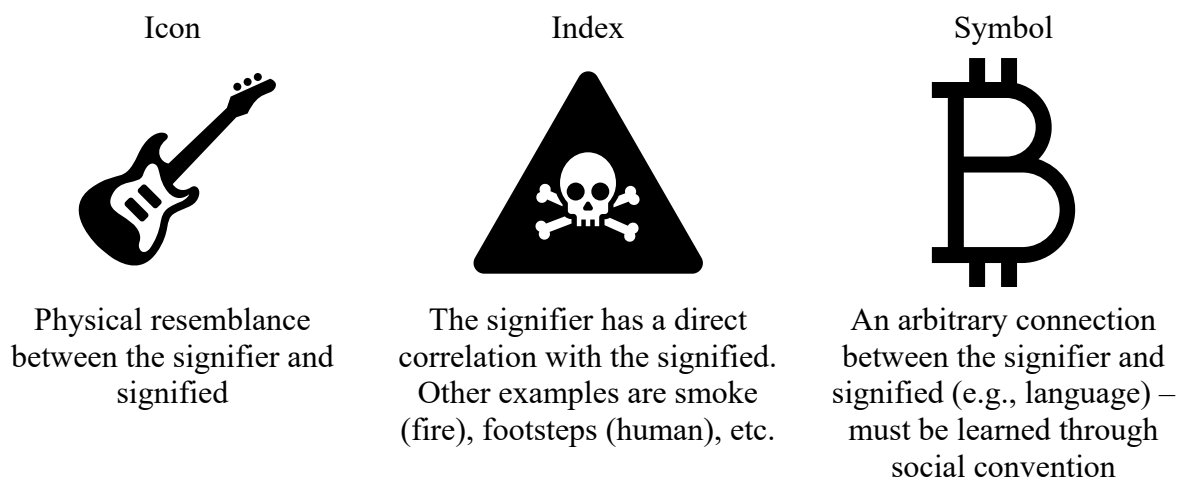 Icon
Index
Symbol
Physical resemblance
between the signifier and
signified
The signifier has a direct
correlation with the signified.
Other examples are smoke
(fire), footsteps (human), etc.
An arbitrary connection
between the signifier and
signified (e.g., language) –
must be learned through
social convention